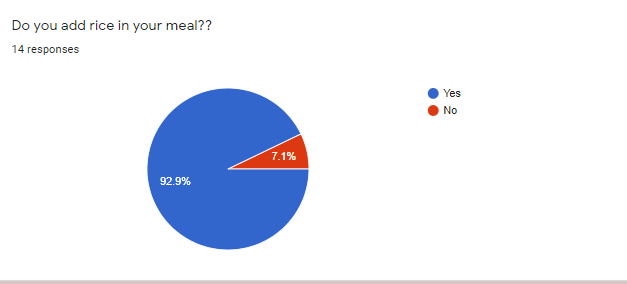 Do you add rice in your meal??
14 responses
Yes
No
7.1%
92.9%